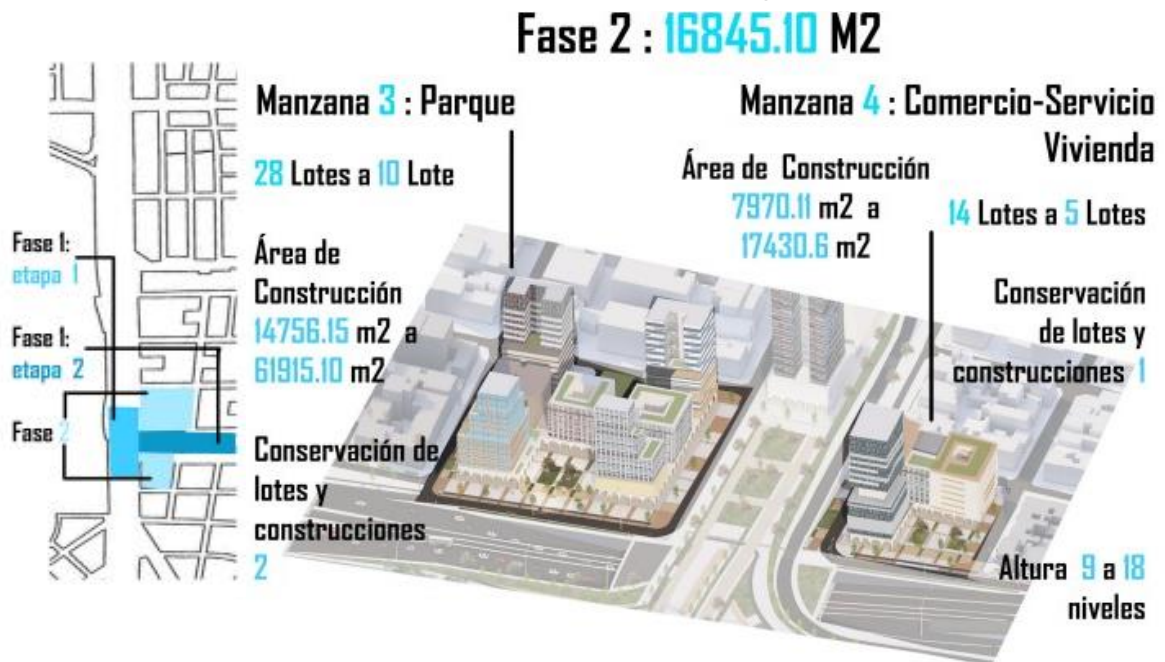 Fase 2 : 16845.10 M2
Manzana 3 : Parque
28 Lotes a 10 Lote
Área de
Construcción
14756.15 m2 a
61915.10 m2
Conservación de
lotes y
construcciones
2
Manzana 4 : Comercio-Servicio
Vivienda
Área de Construcción
7970.11 m2 a
17430.6 m2
14 Lotes a 5 Lotes
Conservación
de lotes y
construcciones 1
Altura 9 a 18
niveles
Fase 1:
etapa 1
Fase 1:
etapa 2
Fase 2